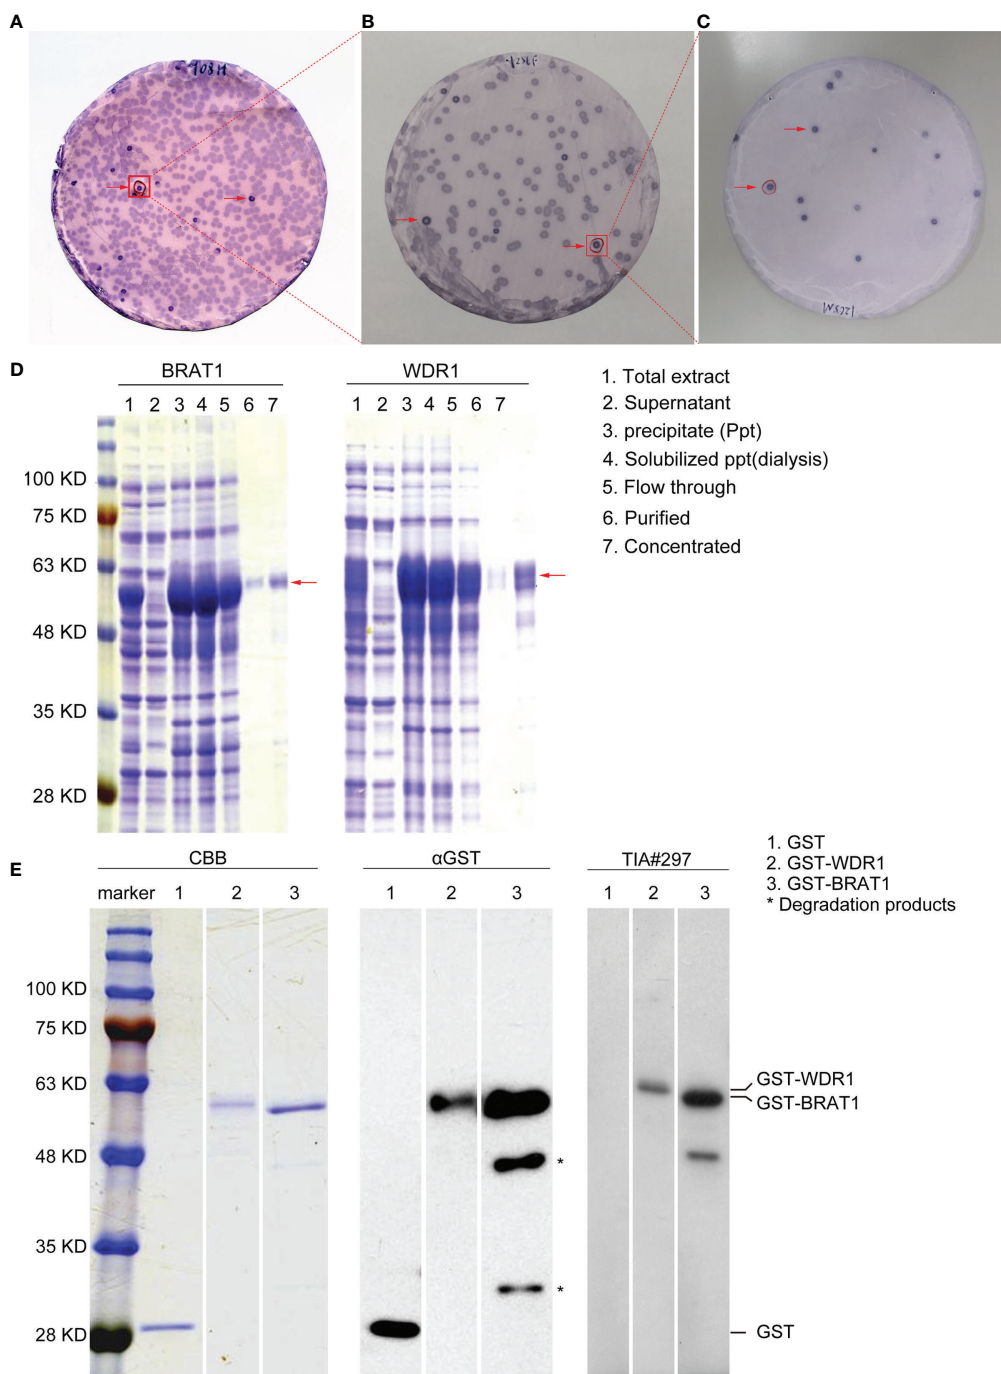 A
B
C
D
BRAT1
WDR1
1 2 3 4 5 6 7
1 2 3 4 5 6 7
100 KD
75 KD
63 KD
48 KD
35 KD
28 KD
1. Total extract
2. Supernatant
3. precipitate (Ppt)
4. Solubilized ppt(dialysis)
5. Flow through
6. Purified
7. Concentrated
E
CBB
αGST
TIA#297
marker 1 2 3
1 2 3
1 2 3
1. GST
2. GST-WDR1
3. GST-BRAT1
* Degradation products
100 KD
75 KD
63 KD
48 KD
35 KD
28 KD
*
*
GST-WDR1
GST-BRAT1
GST